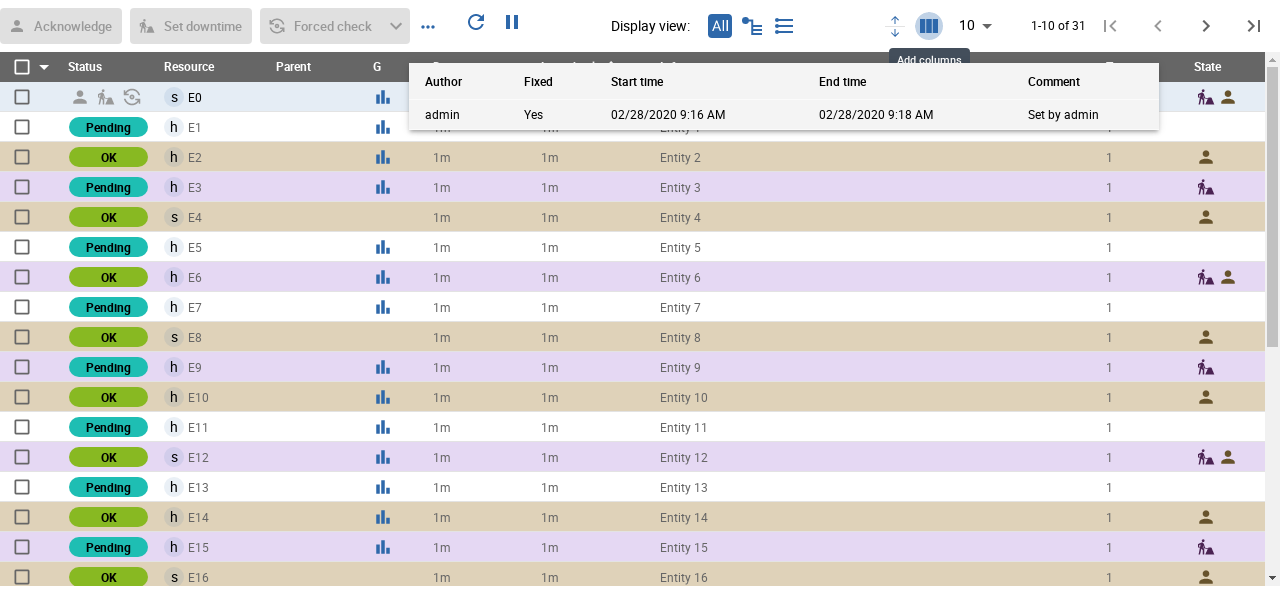 Acknowledge Set downtime Forced check Display view: All 10 1-10 of 31
Add columns
Status Resource Parent G State
Author Fixed Start time End time Comment
admin Yes 02/28/2020 9:16 AM 02/28/2020 9:18 AM Set by admin
s E0
Pending h E1
OK h E2 1m 1m Entity 2 1
Pending h E3 1m 1m Entity 3 1
OK s E4 1m 1m Entity 4 1
Pending h E5 1m 1m Entity 5 1
OK h E6 1m 1m Entity 6 1
Pending h E7 1m 1m Entity 7 1
OK s E8 1m 1m Entity 8 1
Pending h E9 1m 1m Entity 9 1
OK h E10 1m 1m Entity 10 1
Pending h E11 1m 1m Entity 11 1
OK s E12 1m 1m Entity 12 1
Pending h E13 1m 1m Entity 13 1
OK h E14 1m 1m Entity 14 1
Pending h E15 1m 1m Entity 15 1
OK s E16 1m 1m Entity 16 1